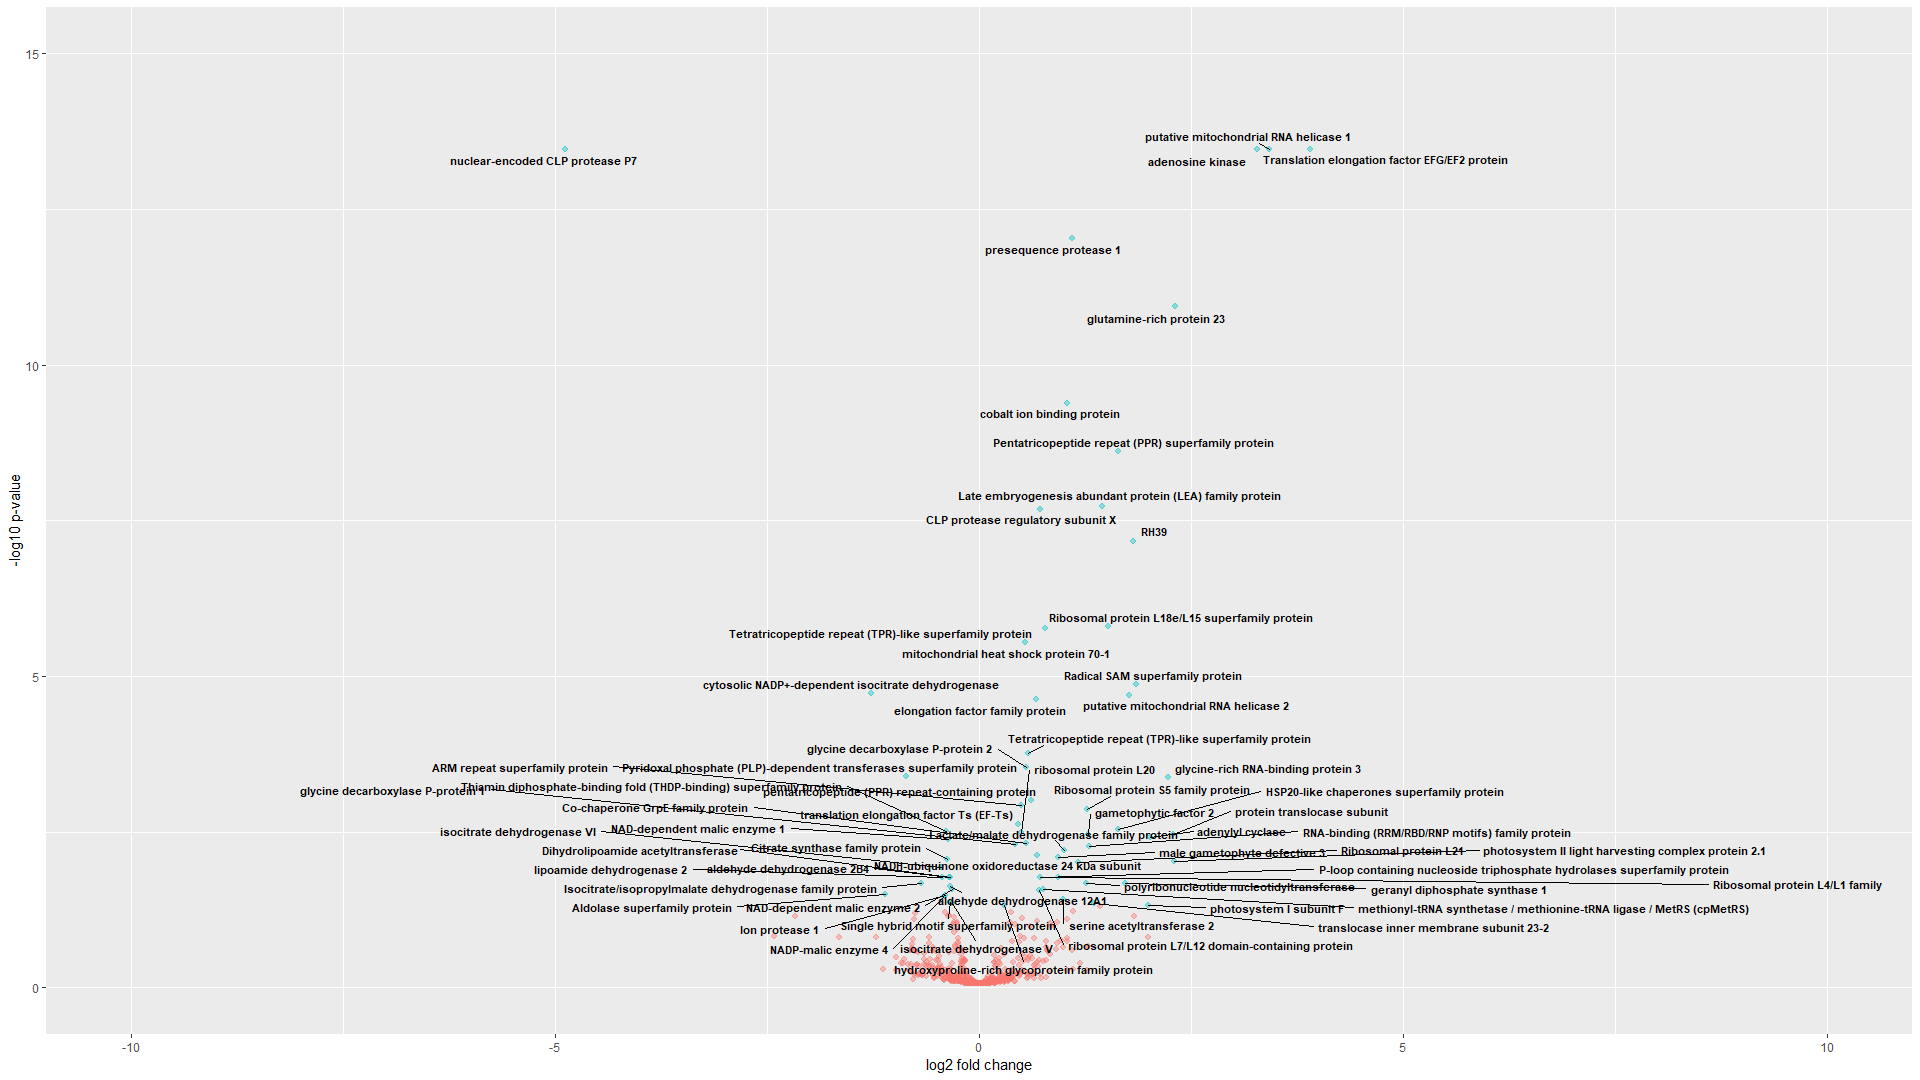 15
putative mitochondrial RNA helicase 1
nuclear-encoded CLP protease P7
adenosine kinase
Translation elongation factor EFG/EF2 protein
presequence protease 1
glutamine-rich protein 23
10
cobalt ion binding protein
Pentatricopeptide repeat (PPR) superfamily protein
Late embryogenesis abundant protein (LEA) family protein
CLP protease regulatory subunit X
RH39
-log10 p-value
Ribosomal protein L18e/L15 superfamily protein
Tetratricopeptide repeat (TPR)-like superfamily protein
mitochondrial heat shock protein 70-1
5
Radical SAM superfamily protein
cytosolic NADP+-dependent isocitrate dehydrogenase
elongation factor family protein
putative mitochondrial RNA helicase 2
Tetratricopeptide repeat (TPR)-like superfamily protein
glycine decarboxylase P-protein 2
ARM repeat superfamily protein
Pyridoxal phosphate (PLP)-dependent transferases superfamily protein
ribosomal protein L20
glycine-rich RNA-binding protein 3
glycine decarboxylase P-protein 1
Thiamin diphosphate-binding fold (THDP-binding) superfamily protein
pentatricopeptide (PPR) repeat-containing protein
Ribosomal protein S5 family protein
HSP20-like chaperones superfamily protein
Co-chaperone GrpE family protein
translation elongation factor Ts (EF-Ts)
gametophytic factor 2
protein translocase subunit
isocitrate dehydrogenase VI
NAD-dependent malic enzyme 1
Lactate/malate dehydrogenase family protein
adenylyl cyclase
RNA-binding (RRM/RBD/RNP motifs) family protein
Dihydrolipoamide acetyltransferase
Citrate synthase family protein
male gametophyte defective 3
Ribosomal protein L21
photosystem II light harvesting complex protein 2.1
lipoamide dehydrogenase 2
aldehyde dehydrogenase 2B4
NADH-ubiquinone oxidoreductase 24 kDa subunit
P-loop containing nucleoside triphosphate hydrolases superfamily protein
Isocitrate/isopropylmalate dehydrogenase family protein
polyribonucleotide nucleotidyltransferase
geranyl diphosphate synthase 1
Ribosomal protein L4/L1 family
Aldolase superfamily protein
NAD-dependent malic enzyme 2
aldehyde dehydrogenase 12A1
photosystem I subunit F
methionyl-tRNA synthetase / methionine-tRNA ligase / MetRS (cpMetRS)
lon protease 1
Single hybrid motif superfamily protein
serine acetyltransferase 2
translocase inner membrane subunit 23-2
NADP-malic enzyme 4
isocitrate dehydrogenase V
ribosomal protein L7/L12 domain-containing protein
hydroxyproline-rich glycoprotein family protein
0
-10
-5
0
5
10
log2 fold change